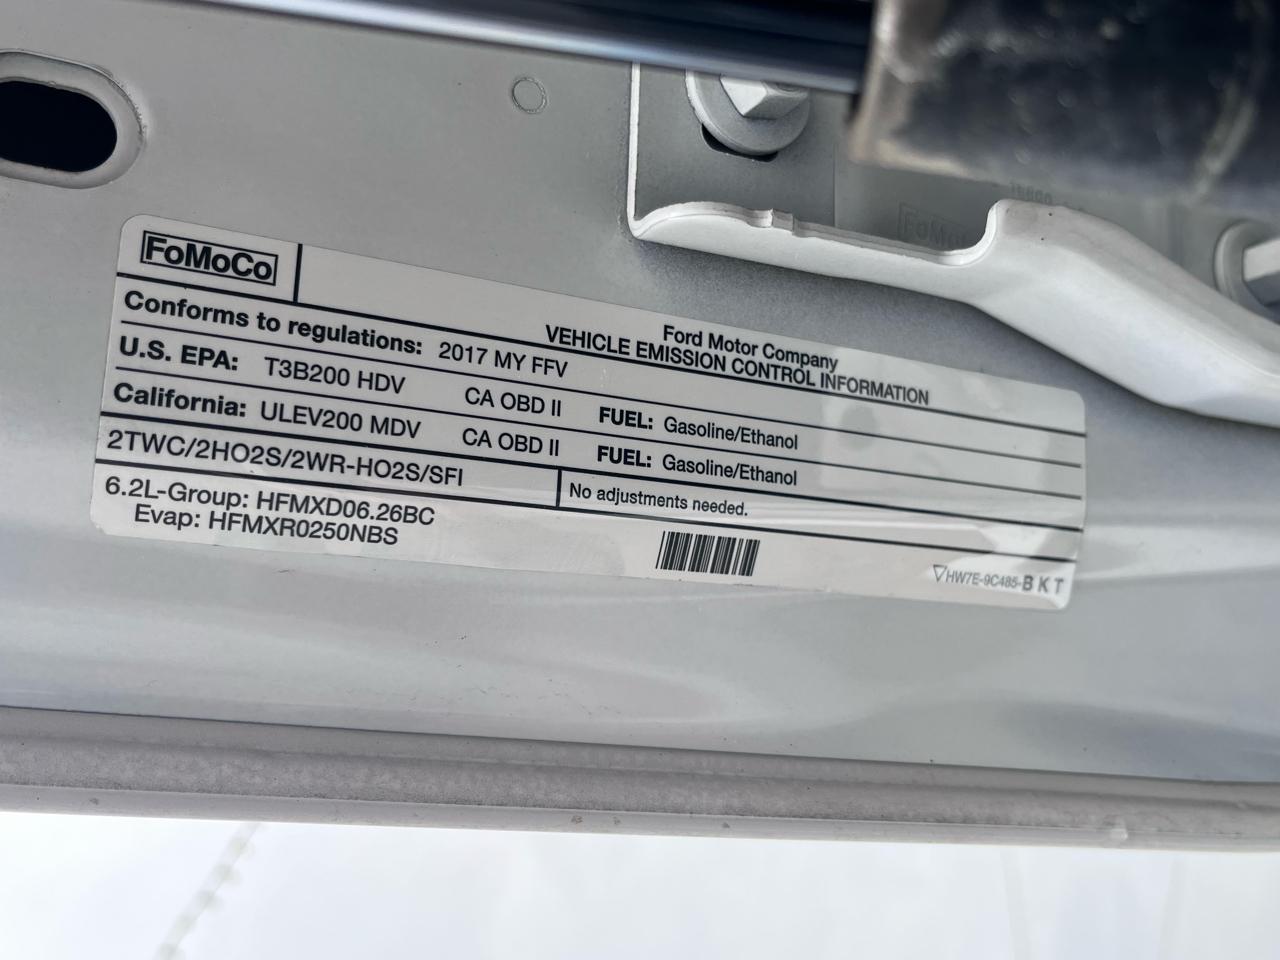 FoMoCo
Ford Motor Company
VEHICLE EMISSION CONTROL INFORMATION
Conforms to regulations: 2017 MY FFV
U.S. EPA: T3B200 HDV CA OBD II FUEL: Gasoline/Ethanol
California: ULEV200 MDV CA OBD II FUEL: Gasoline/Ethanol
2TWC/2HO2S/2WR-HO2S/SFI No adjustments needed.
6.2L-Group: HFMXD06.26BC
Evap: HFMXR0250NBS
HW7E-9C485-BKT
FoMoCo